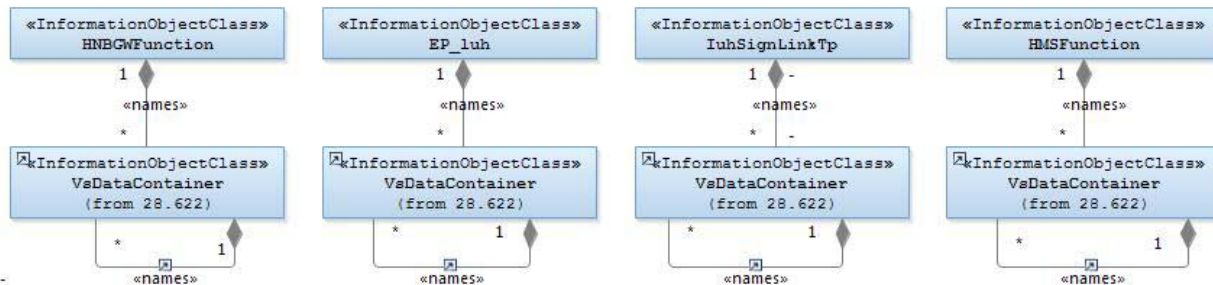 «InformationObjectClass» «InformationObjectClass» «InformationObjectClass» «InformationObjectClass»
HNBGWFunction EP_luh IuhSignLinkTp HMSFunction
1 1 1 - 1
«names» «names» «names» «names»
* * * - *
«InformationObjectClass» «InformationObjectClass» «InformationObjectClass» «InformationObjectClass»
VsDataContainer VsDataContainer VsDataContainer VsDataContainer
(from 28.622) (from 28.622) (from 28.622) (from 28.622)
* 1 * 1 * 1 * 1
- «names» «names» «names» «names»